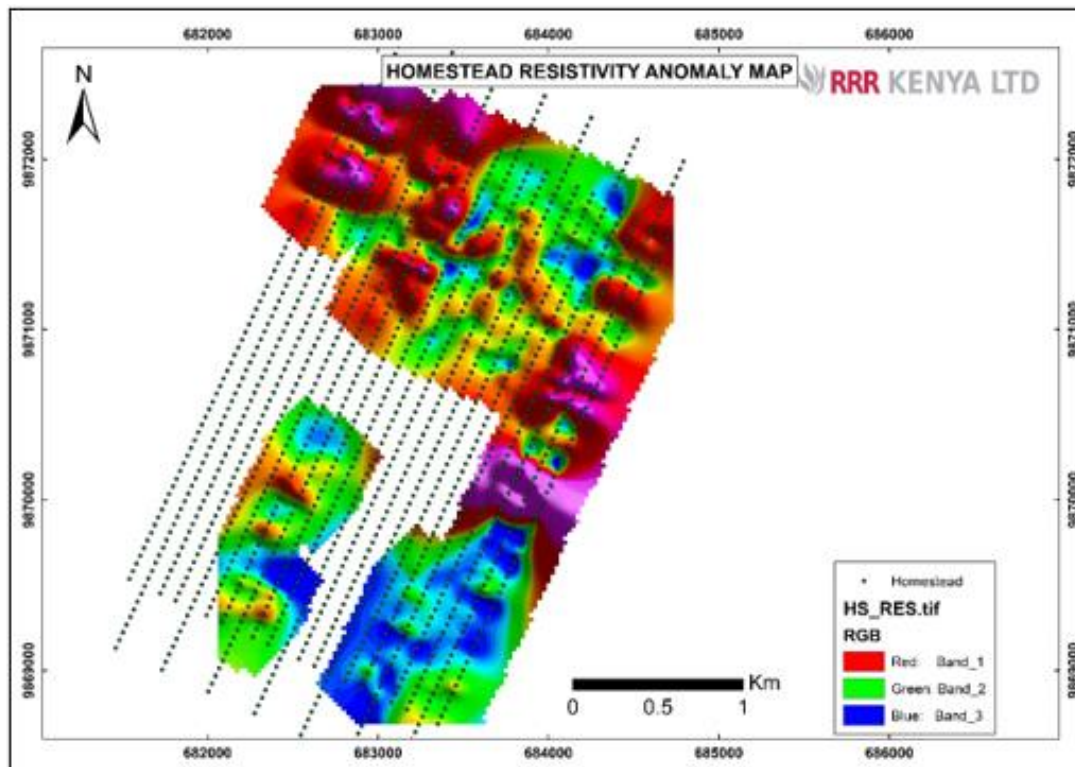 682000 683000 684000 685000 686000
N
HOMESTEAD RESISTIVITY ANOMALY MAP
RRR KENYA LTD
9872000 9872000
9871000 9871000
9870000 9870000
9869000 9869000
Homestead
HS_RES.tif
RGB
Red: Band_1
Green: Band_2
Blue: Band_3
Km
0 0.5 1
682000 683000 684000 685000 686000